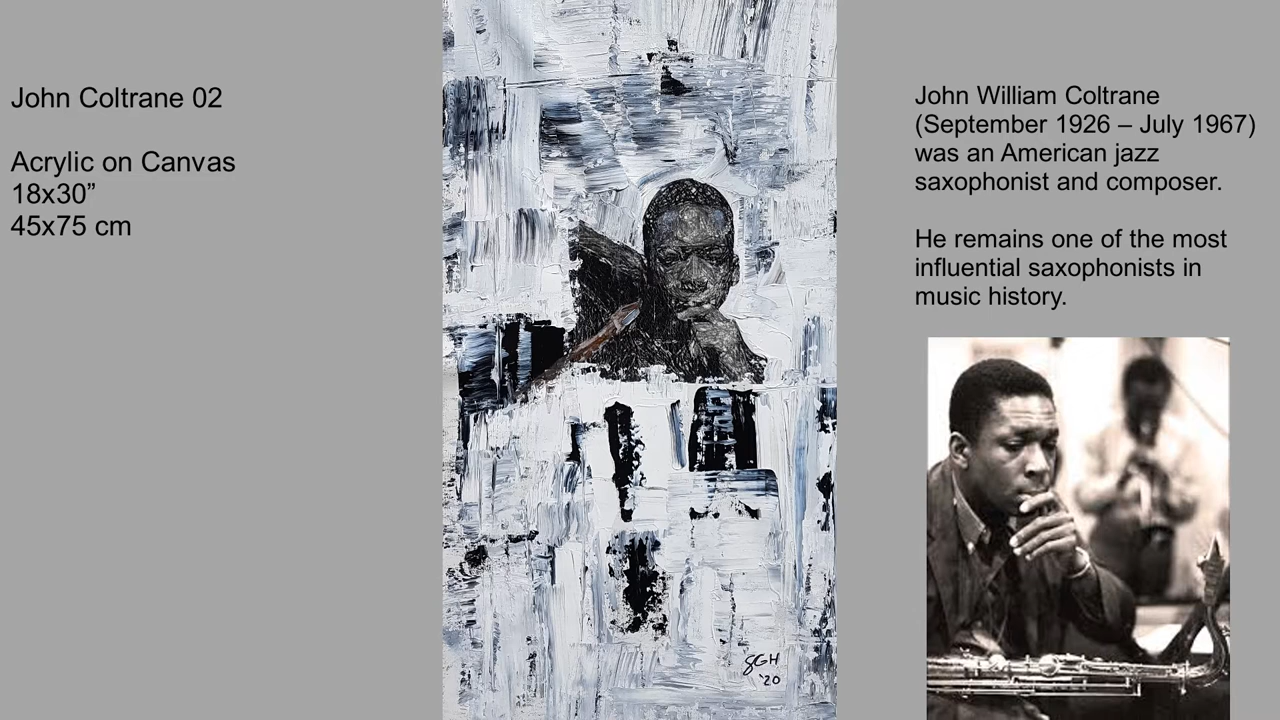 John Coltrane 02
Acrylic on Canvas
18x30”
45x75 cm
SGH
'20
John William Coltrane
(September 1926 – July 1967)
was an American jazz
saxophonist and composer.
He remains one of the most
influential saxophonists in
music history.